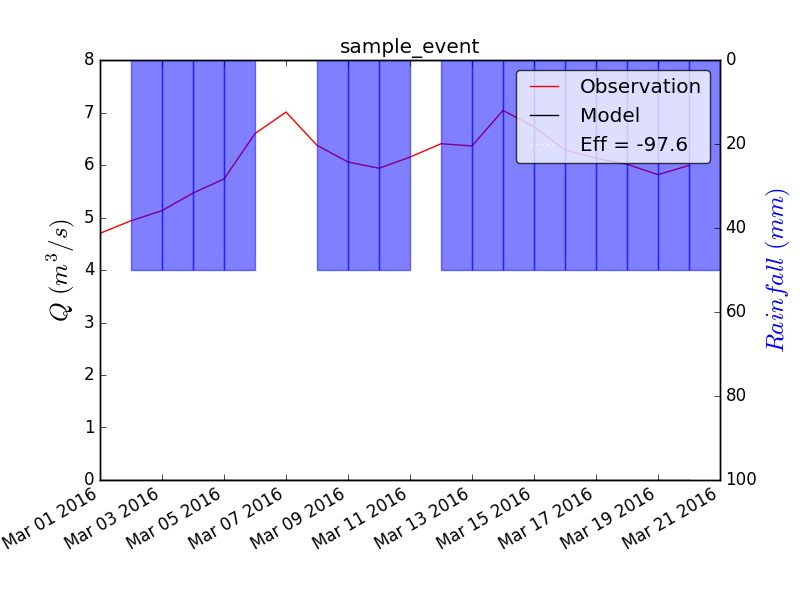 sample_event
8
7
6
5
4
3
2
1
0
Q (m^3/s)
0
20
40
60
80
100
Rainfall (mm)
Observation
Model
Eff = -97.6
Mar 01 2016
Mar 03 2016
Mar 05 2016
Mar 07 2016
Mar 09 2016
Mar 11 2016
Mar 13 2016
Mar 15 2016
Mar 17 2016
Mar 19 2016
Mar 21 2016